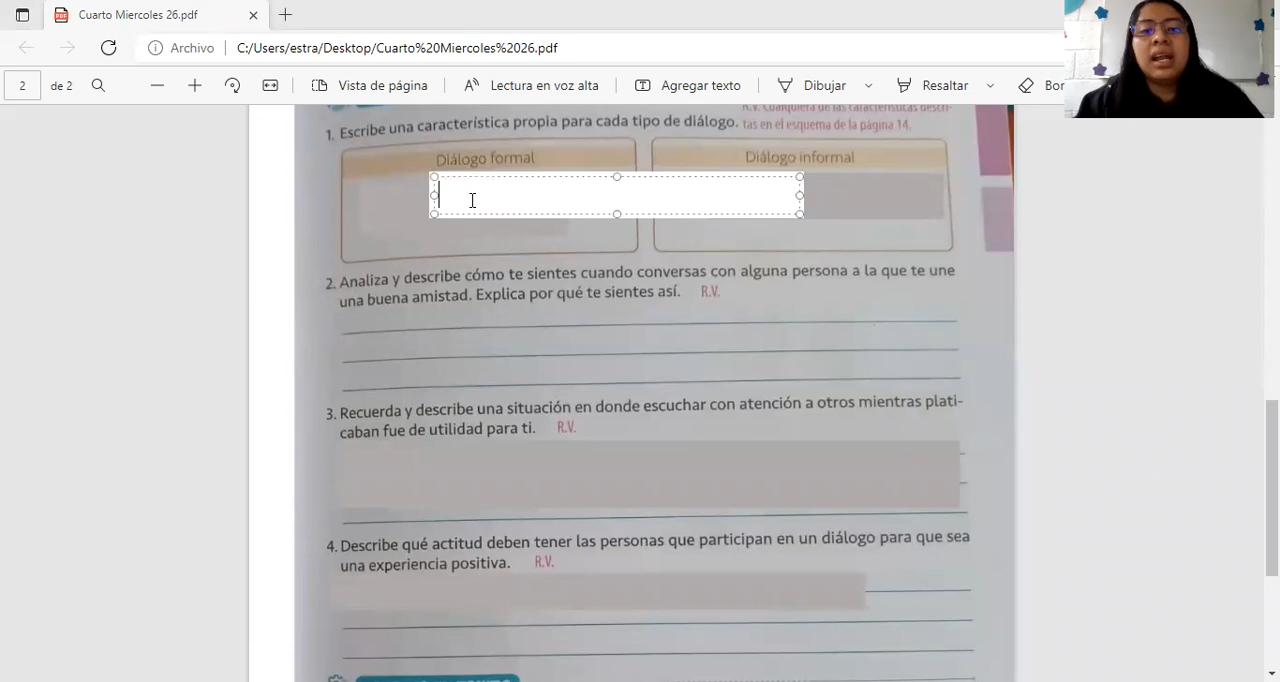 Cuarto Miercoles 26.pdf
Archivo
C:/Users/estra/Desktop/Cuarto%20Miercoles%2026.pdf
2 de 2
Vista de página
Lectura en voz alta
Agregar texto
Dibujar
Resaltar
Bor
R.V. Cualquiera de las características descri-
1. Escribe una característica propia para cada tipo de diálogo. tas en el esquema de la página 14.
Diálogo formal
Diálogo informal
2. Analiza y describe cómo te sientes cuando conversas con alguna persona a la que te une
una buena amistad. Explica por qué te sientes así. R.V.
3. Recuerda y describe una situación en donde escuchar con atención a otros mientras plati-
caban fue de utilidad para ti. R.V.
4. Describe qué actitud deben tener las personas que participan en un diálogo para que sea
una experiencia positiva. R.V.